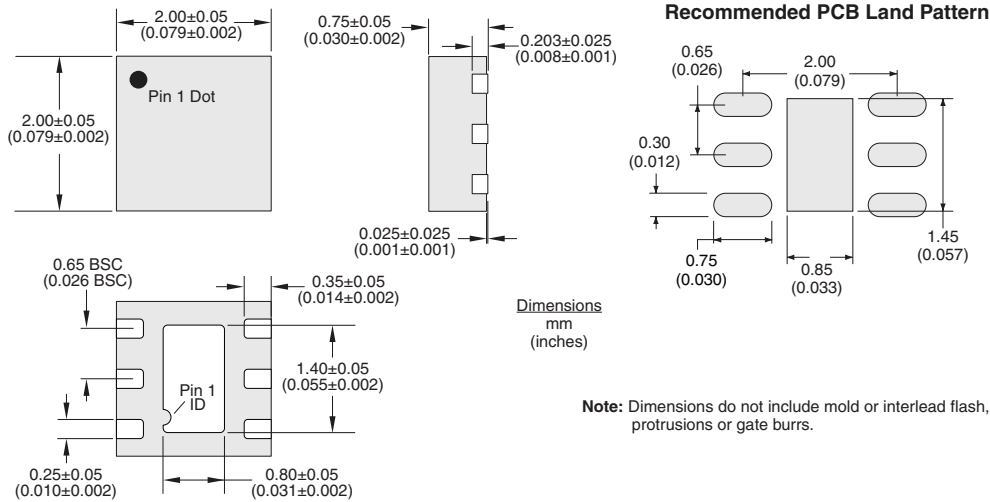 2.00±0.05
(0.079±0.002)
Pin 1 Dot
2.00±0.05
(0.079±0.002)
0.75±0.05
(0.030±0.002)
0.203±0.025
(0.008±0.001)
0.025±0.025
(0.001±0.001)
Recommended PCB Land Pattern
0.65
(0.026)
2.00
(0.079)
0.30
(0.012)
0.75
(0.030)
0.85
(0.033)
1.45
(0.057)
0.65 BSC
(0.026 BSC)
0.35±0.05
(0.014±0.002)
1.40±0.05
(0.055±0.002)
Pin 1
ID
0.25±0.05
(0.010±0.002)
0.80±0.05
(0.031±0.002)
Dimensions
mm
(inches)
Note: Dimensions do not include mold or interlead flash,
protrusions or gate burrs.